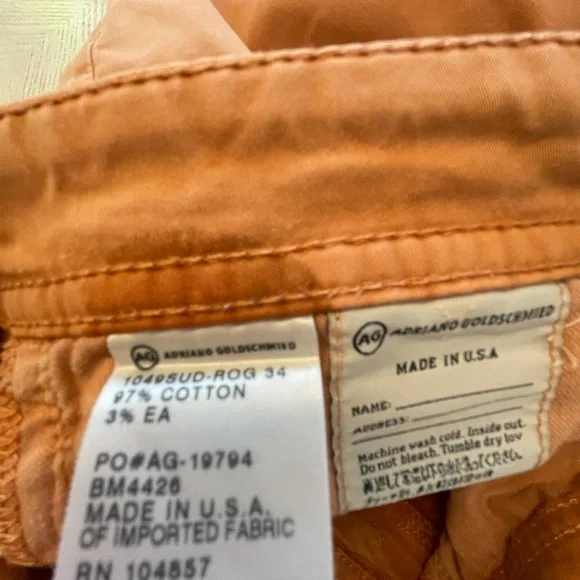 AG ADRIANO GOLDSCHMIED
1049SUD-ROG 34
97% COTTON
3% EA
PO#AG-19794
BM4426
MADE IN U.S.A.
OF IMPORTED FABRIC
RN 104857
AG ADRIANO GOLDSCHMIED
MADE IN U.S.A
NAME:
ADDRESS:
Machine wash cold. Inside out.
Do not bleach. Tumble dry low